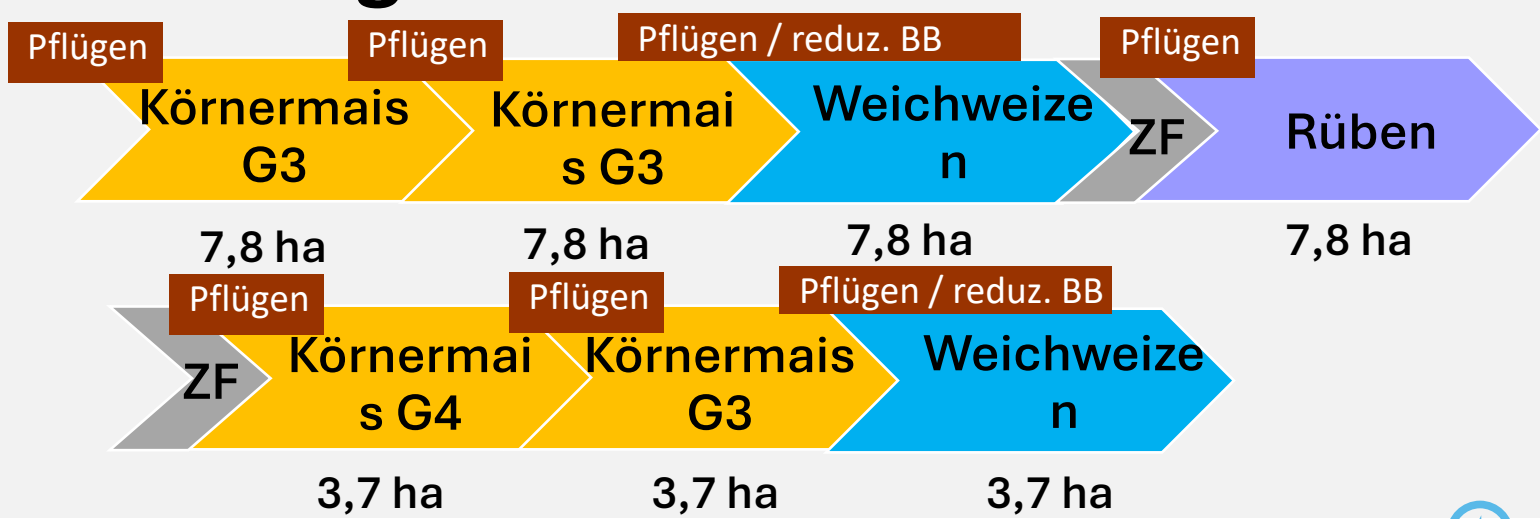 g
Pflügen
Pflügen
Pflügen / reduz. BB
Pflügen
Körnermais
G3
Körnermai
s G3
Weichweize
n
ZF
Rüben
7,8 ha
7,8 ha
7,8 ha
7,8 ha
Pflügen
Pflügen
Pflügen / reduz. BB
ZF
Körnermai
s G4
Körnermais
G3
Weichweize
n
3,7 ha
3,7 ha
3,7 ha